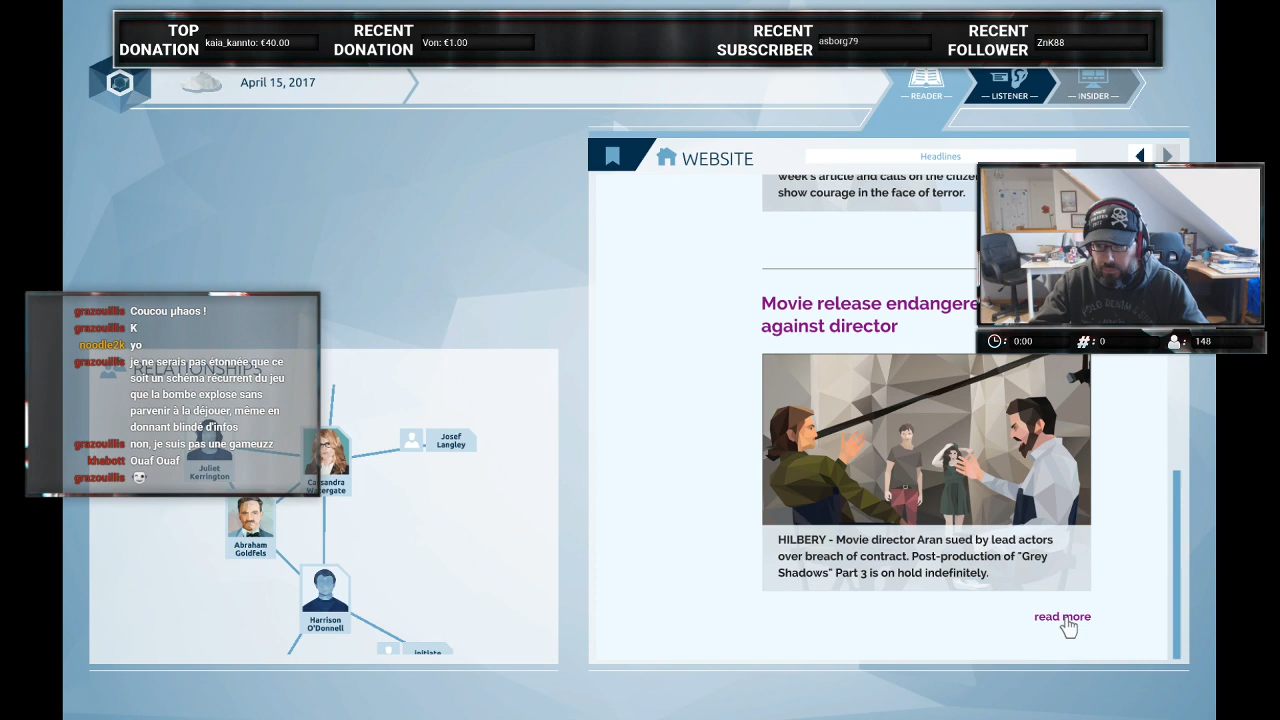 TOP
DONATION
kaia_kannto: €40.00
RECENT
DONATION
Von: €1.00
RECENT
SUBSCRIBER
asborg79
RECENT
FOLLOWER
ZnK88
April 15, 2017
— READER —
— LISTENER —
— INSIDER —
WEBSITE
Headlines
week's article and calls on the citizen
show courage in the face of terror.
Movie release endangere
against director
HILBERY - Movie director Aran sued by lead actors
over breach of contract. Post-production of "Grey
Shadows" Part 3 is on hold indefinitely.
read more
0:00
#: 0
: 148
grazouillis Coucou µhaos !
grazouillis K
noodle2k yo
grazouillis je ne serais pas étonnée que ce
soit un schéma récurrent du jeu
que la bombe explose sans
parvenir à la déjouer, même en
donnant blindé d'infos
grazouillis non, je suis pas une gameuzz
khabott Ouaf Ouaf
grazouillis
RELATIONSHIPS
Juliet
Kerrington
Cassandra
Watergate
Josef
Langley
Abraham
Goldfels
Harrison
O'Donnell
Initiate